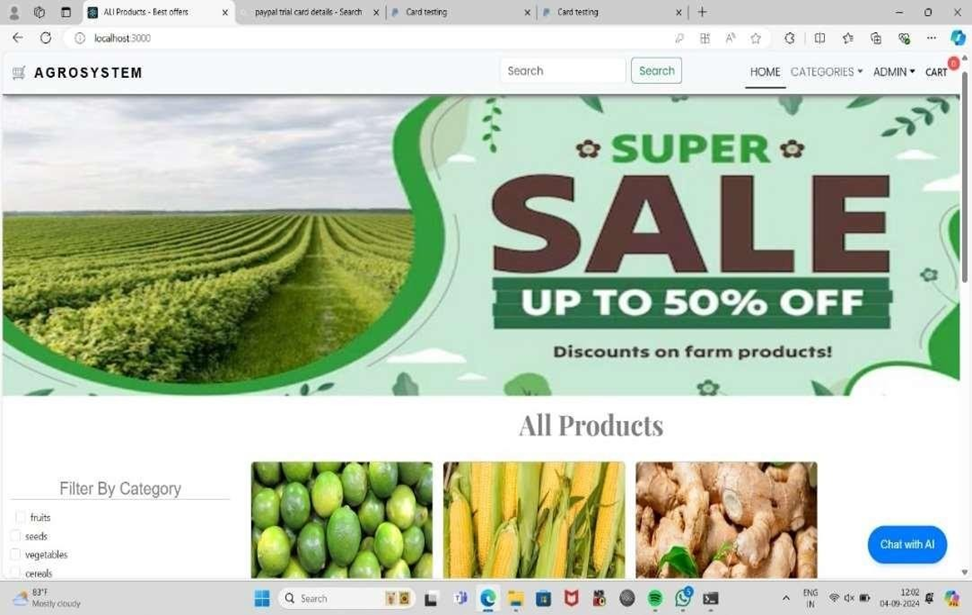 All Products - Best offers
paypal trial card details - Search
Card testing
Card testing
localhost:3000
AGROSYSTEM
Search
Search
HOME
CATEGORIES
ADMIN
CART
0
SUPER
SALE
UP TO 50% OFF
Discounts on farm products!
All Products
Filter By Category
fruits
seeds
vegetables
cereals
Chat with AI
83°F
Mostly cloudy
Search
ENG
IN
12:02
04-09-2024